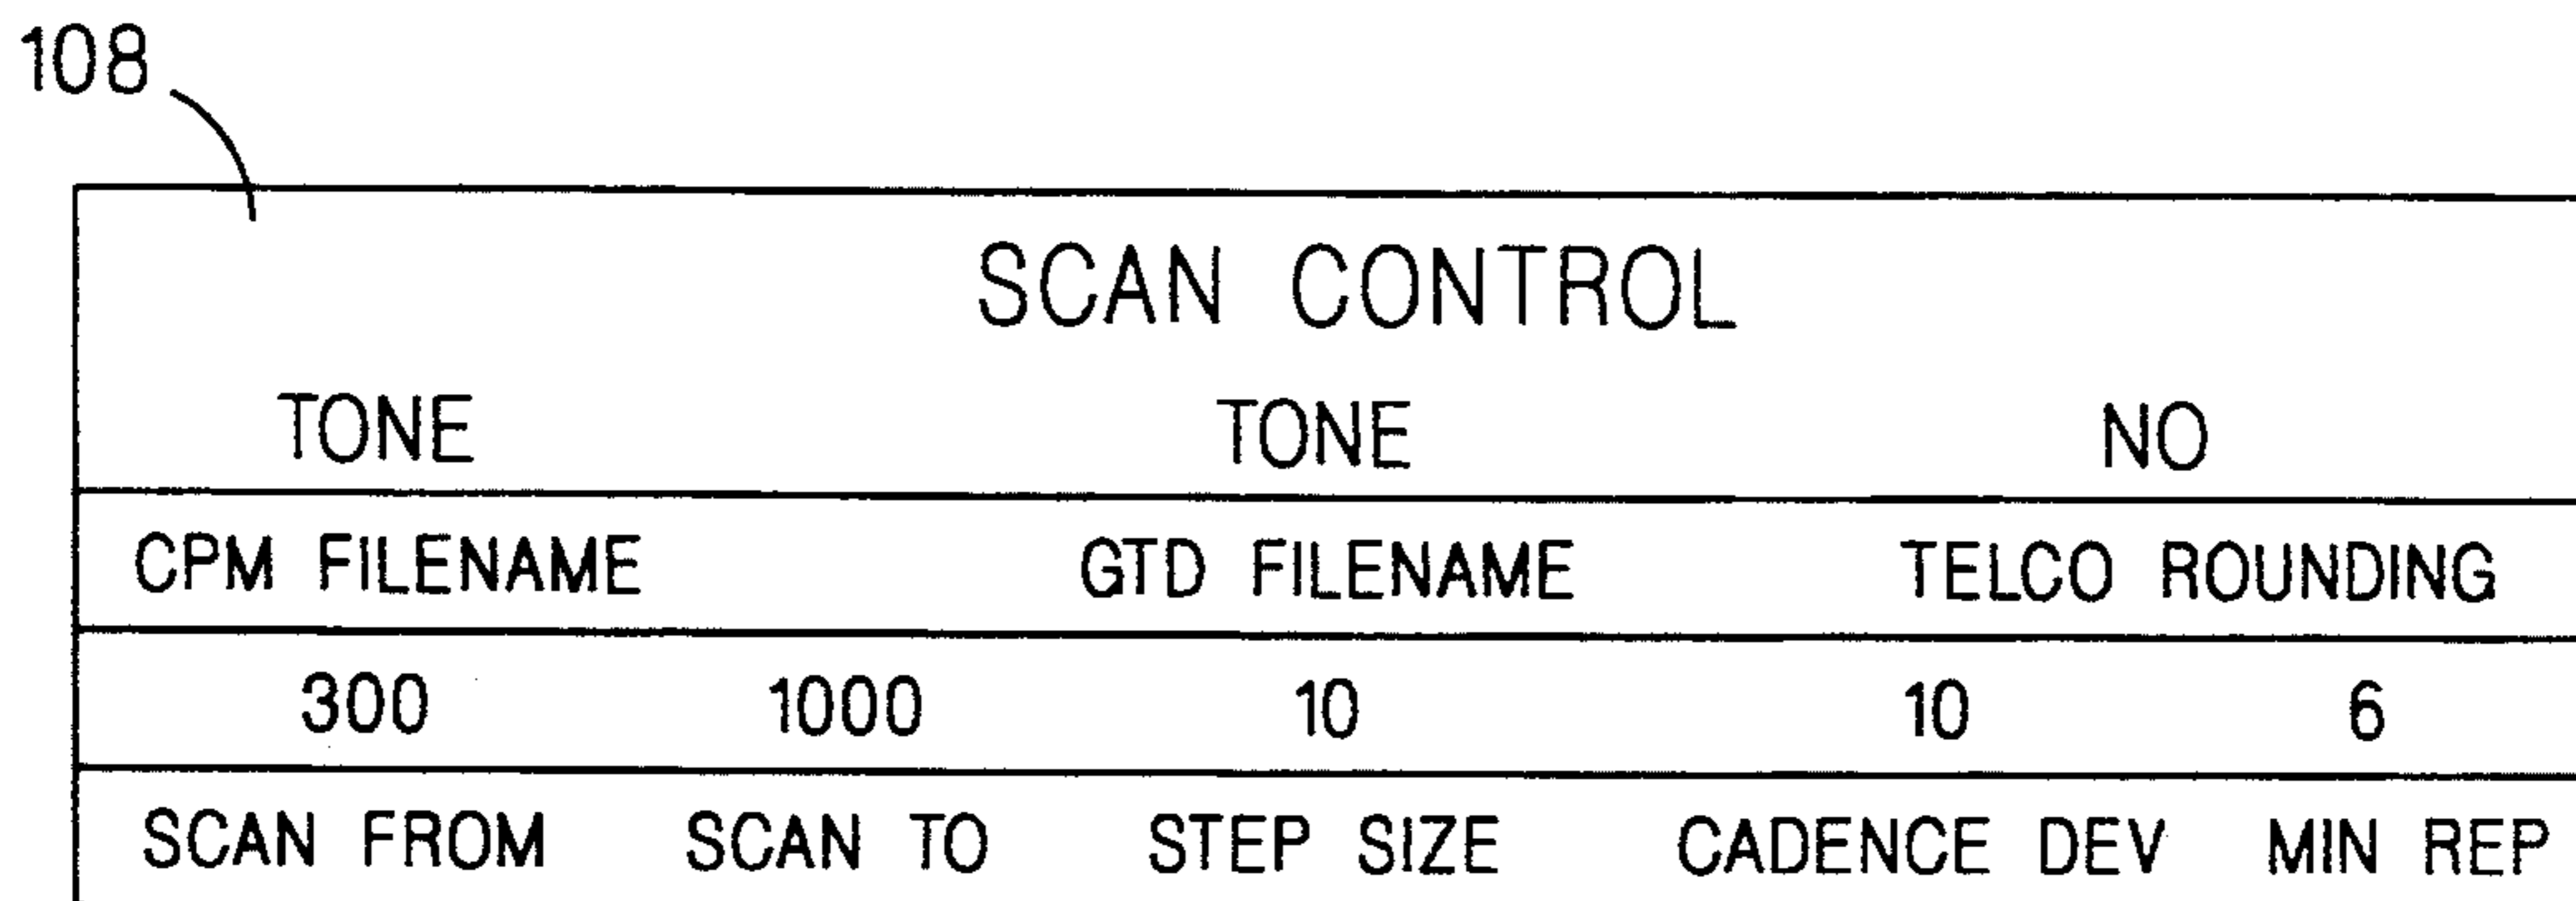 108
SCAN CONTROL
TONE TONE NO
CPM FILENAME GTD FILENAME TELCO ROUNDING
300 1000 10 10 6
SCAN FROM SCAN TO STEP SIZE CADENCE DEV MIN REP